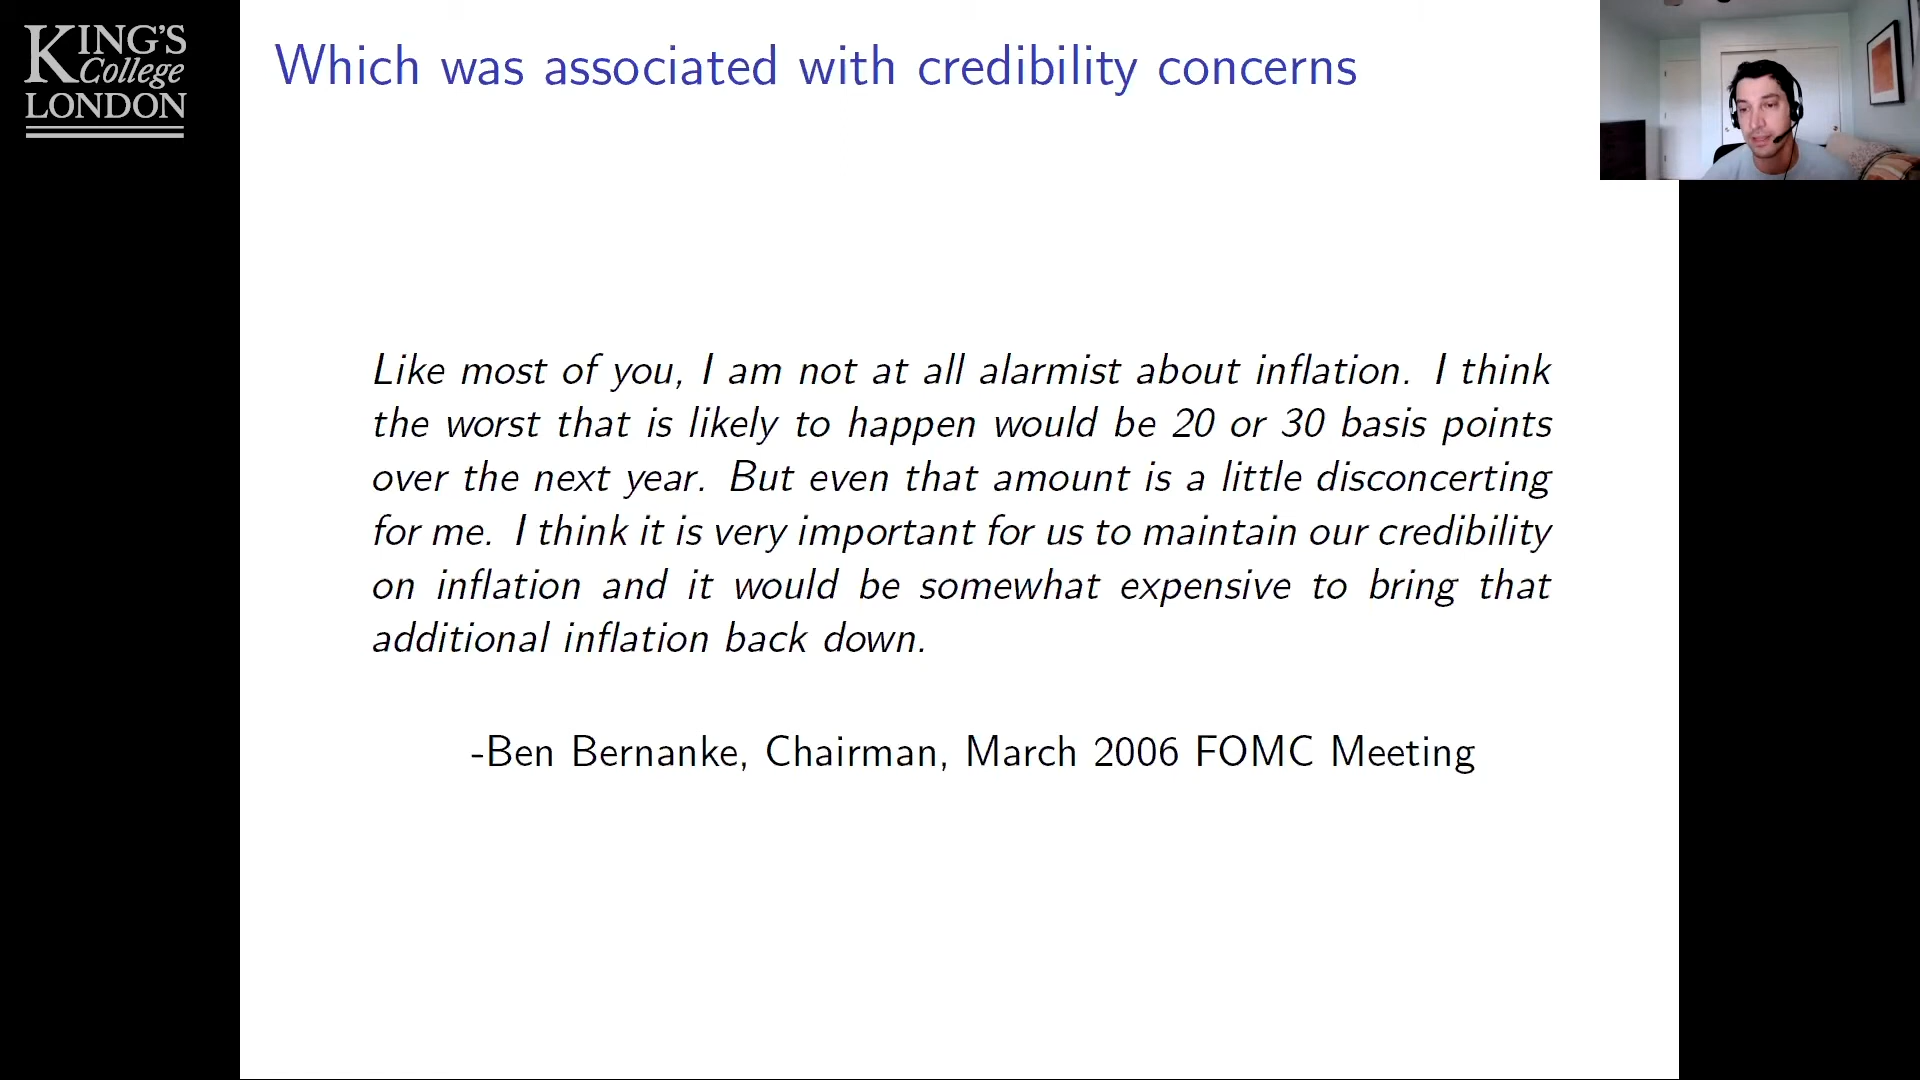 KING'S
College
LONDON
Which was associated with credibility concerns
Like most of you, I am not at all alarmist about inflation. I think
the worst that is likely to happen would be 20 or 30 basis points
over the next year. But even that amount is a little disconcerting
for me. I think it is very important for us to maintain our credibility
on inflation and it would be somewhat expensive to bring that
additional inflation back down.
-Ben Bernanke, Chairman, March 2006 FOMC Meeting